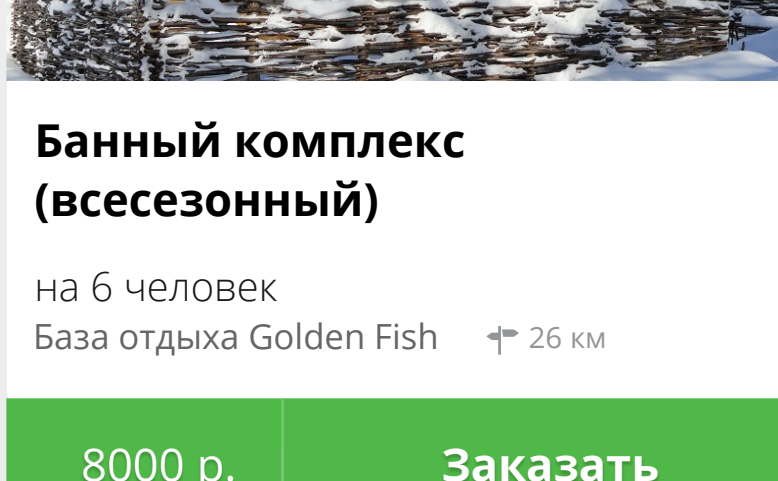 Банный комплекс
(всесезонный)
на 6 человек
База отдыха Golden Fish 26 км
8000 р. Заказать